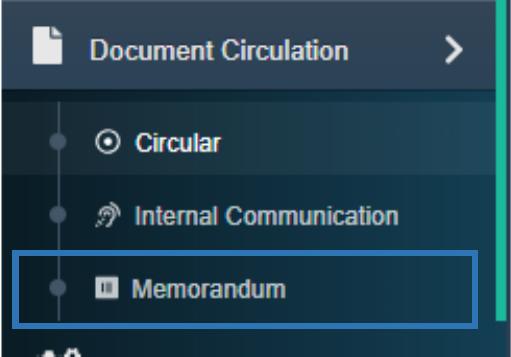 Document Circulation
Circular
Internal Communication
Memorandum